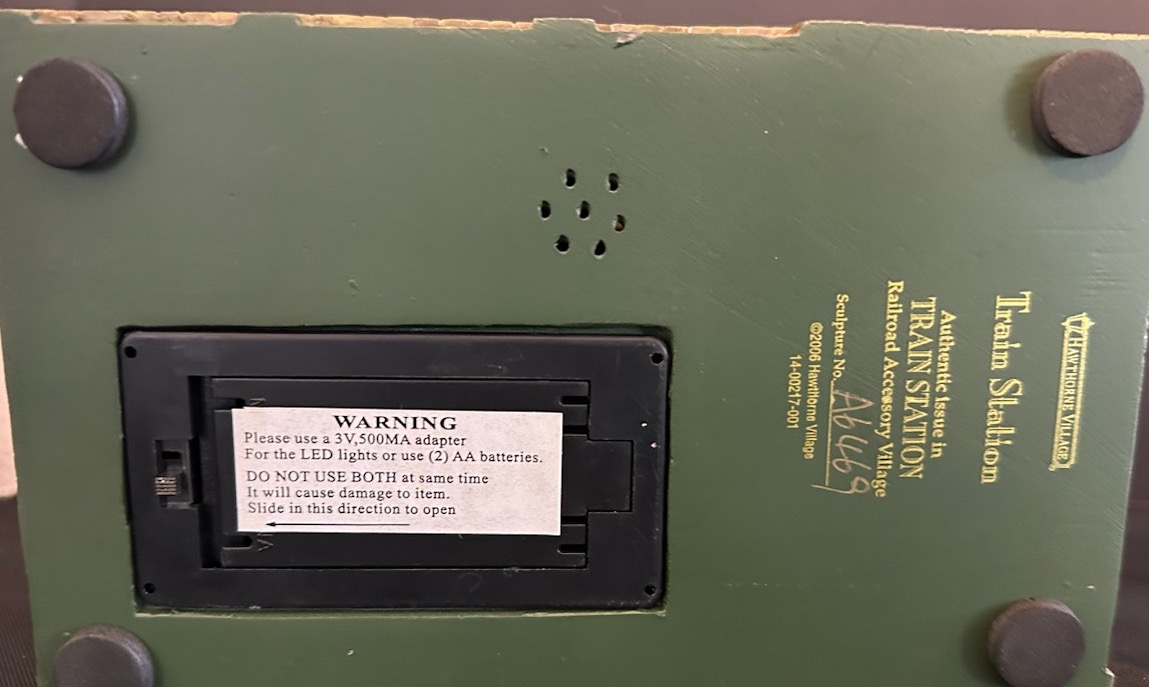 WARNING
Please use a 3V,500MA adapter
For the LED lights or use (2) AA batteries.
DO NOT USE BOTH at same time
It will cause damage to item.
Slide in this direction to open
HAWTHORNE VILLAGE
Train Station
Authentic Issue in
TRAIN STATION
Railroad Accessory Village
Sculpture No. A6469
©2006 Hawthorne Village
14-00217-001